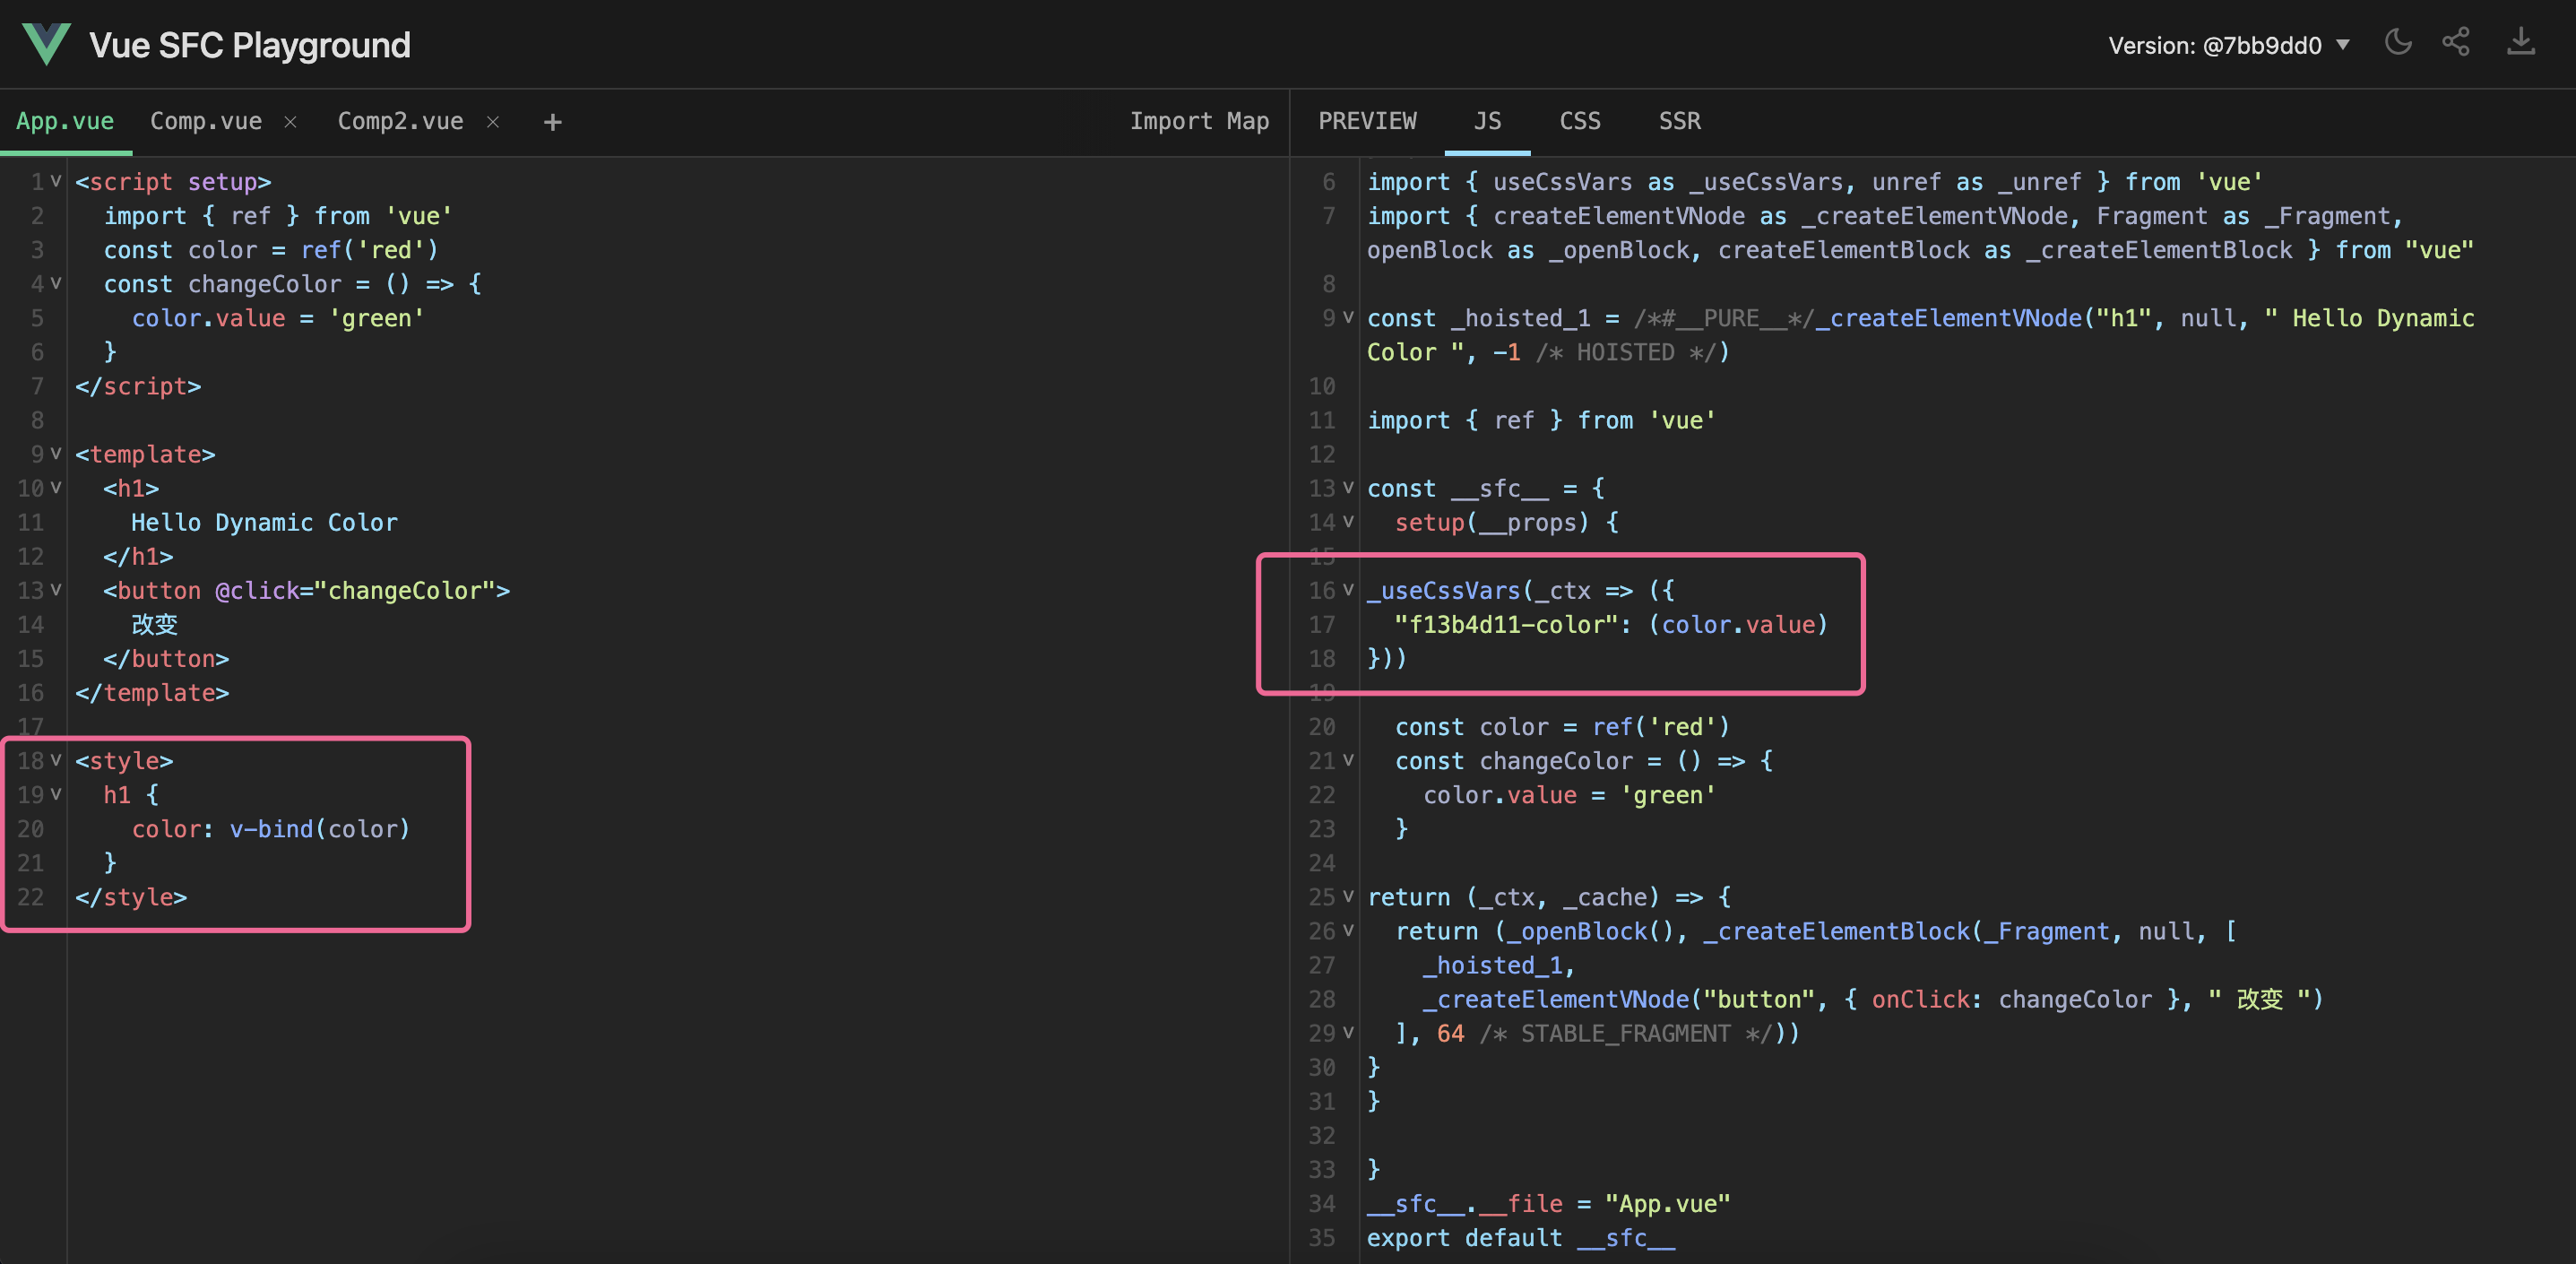 Vue SFC Playground
Version: @7bb9dd0
App.vue Comp.vue × Comp2.vue × + Import Map
1 <script setup>
2   import { ref } from 'vue'
3   const color = ref('red')
4   const changeColor = () => {
5     color.value = 'green'
6   }
7 </script>
8
9 <template>
10   <h1>
11     Hello Dynamic Color
12   </h1>
13   <button @click="changeColor">
14     改变
15   </button>
16 </template>
17
18 <style>
19   h1 {
20     color: v-bind(color)
21   }
22 </style>
PREVIEW JS CSS SSR
6 import { useCssVars as _useCssVars, unref as _unref } from 'vue'
7 import { createElementVNode as _createElementVNode, Fragment as _Fragment,
openBlock as _openBlock, createElementBlock as _createElementBlock } from "vue"
8
9 const _hoisted_1 = /*#__PURE__*/_createElementVNode("h1", null, " Hello Dynamic
Color ", -1 /* HOISTED */)
10
11 import { ref } from 'vue'
12
13 const __sfc__ = {
14   setup(__props) {
15
16 _useCssVars(_ctx => ({
17   "f13b4d11-color": (color.value)
18 }))
19
20   const color = ref('red')
21   const changeColor = () => {
22     color.value = 'green'
23   }
24
25 return (_ctx, _cache) => {
26   return (_openBlock(), _createElementBlock(_Fragment, null, [
27     _hoisted_1,
28     _createElementVNode("button", { onClick: changeColor }, " 改变 ")
29   ], 64 /* STABLE_FRAGMENT */))
30 }
31 }
32
33 }
34 __sfc__.__file = "App.vue"
35 export default __sfc__